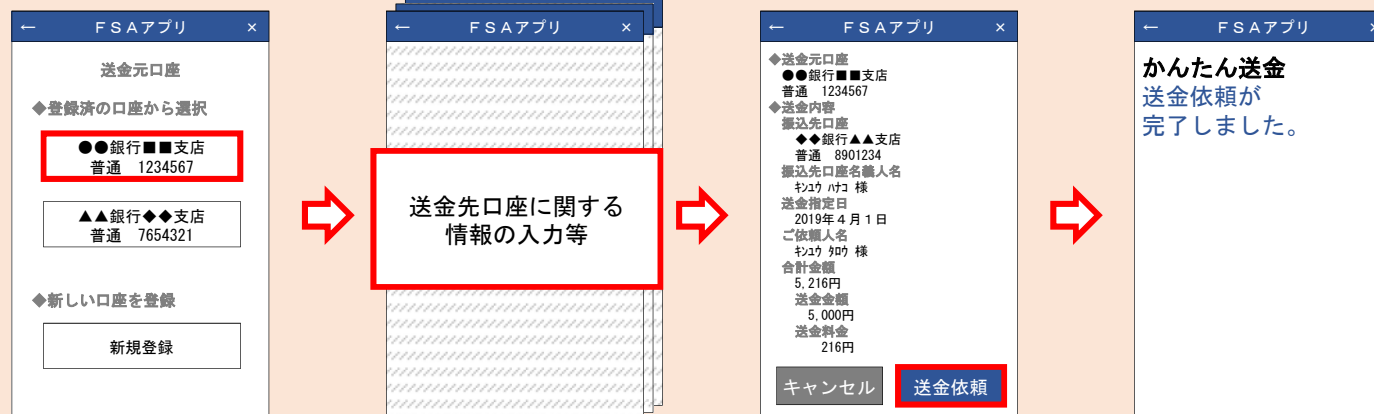 ← ＦＳＡアプリ ×
送金元口座
◆登録済の口座から選択
●●銀行■■支店
普通 1234567
▲▲銀行◆◆支店
普通 7654321
◆新しい口座を登録
新規登録
← ＦＳＡアプリ ×
送金先口座に関する
情報の入力等
← ＦＳＡアプリ ×
◆送金元口座
●●銀行■■支店
普通 1234567
◆送金内容
振込先口座
◆◆銀行▲▲支店
普通 8901234
振込先口座名義人名
ｷﾝﾕｳ ﾊﾅｺ 様
送金指定日
2019年４月１日
ご依頼人名
ｷﾝﾕｳ ﾀﾛｳ 様
合計金額
5,216円
送金金額
5,000円
送金料金
216円
キャンセル 送金依頼
← ＦＳＡアプリ ×
かんたん送金
送金依頼が
完了しました。